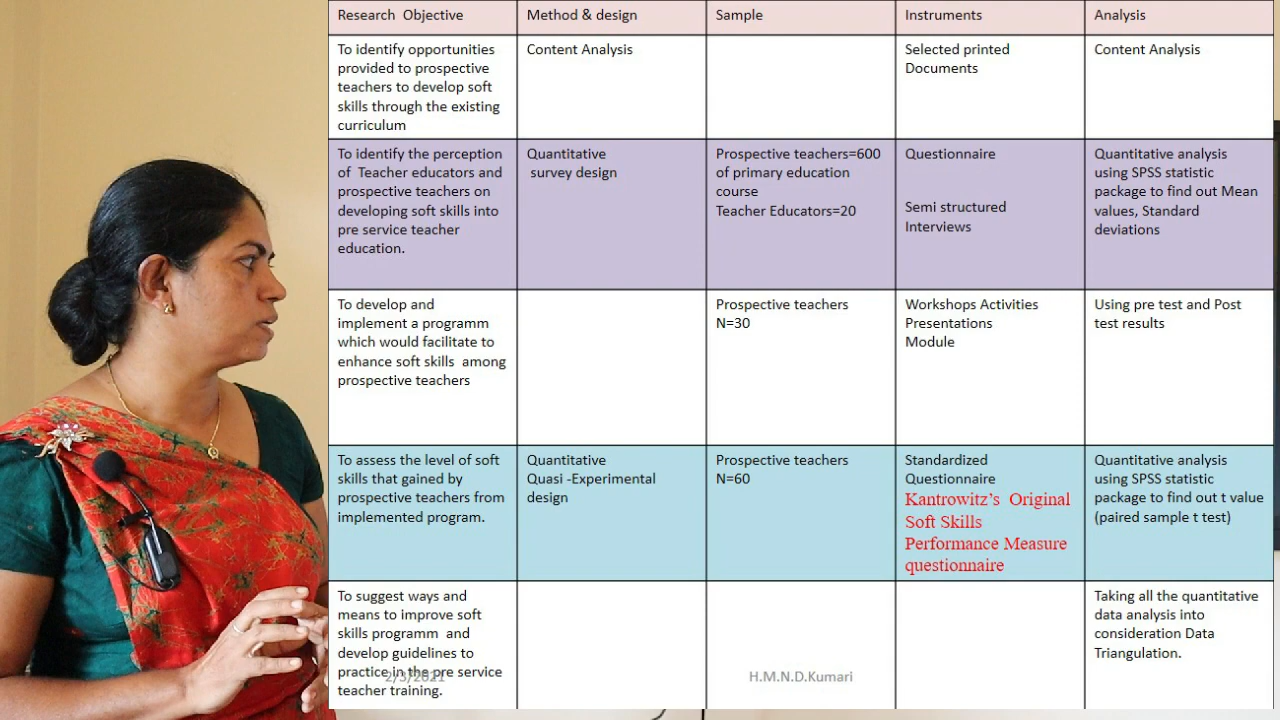 Research Objective
Method & design
Sample
Instruments
Analysis
To identify opportunities
provided to prospective
teachers to develop soft
skills through the existing
curriculum
Content Analysis
Selected printed
Documents
Content Analysis
To identify the perception
of Teacher educators and
prospective teachers on
developing soft skills into
pre service teacher
education.
Quantitative
survey design
Prospective teachers=600
of primary education
course
Teacher Educators=20
Questionnaire
Semi structured
Interviews
Quantitative analysis
using SPSS statistic
package to find out Mean
values, Standard
deviations
To develop and
implement a programm
which would facilitate to
enhance soft skills among
prospective teachers
Prospective teachers
N=30
Workshops Activities
Presentations
Module
Using pre test and Post
test results
To assess the level of soft
skills that gained by
prospective teachers from
implemented program.
Quantitative
Quasi -Experimental
design
Prospective teachers
N=60
Standardized
Questionnaire
Kantrowitz's Original
Soft Skills
Performance Measure
questionnaire
Quantitative analysis
using SPSS statistic
package to find out t value
(paired sample t test)
To suggest ways and
means to improve soft
skills programm and
develop guidelines to
practice in the pre service
teacher training.
Taking all the quantitative
data analysis into
consideration Data
Triangulation.
2/3/2021
H.M.N.D.Kumari